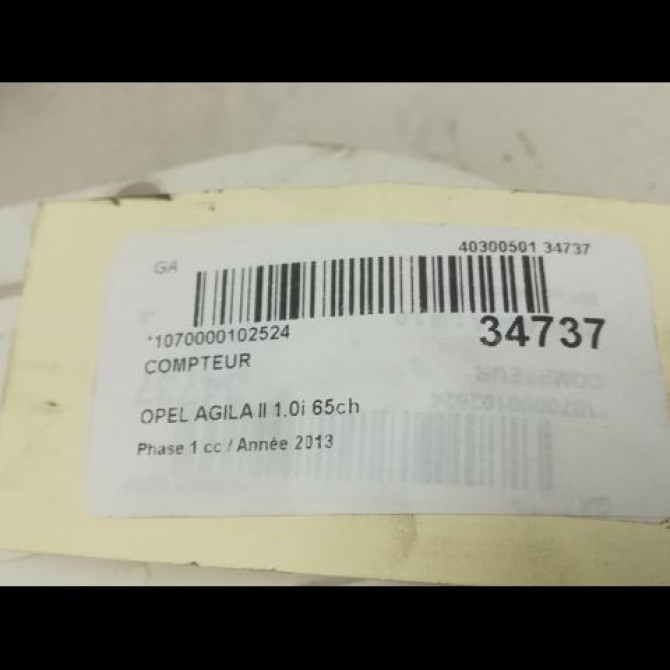 GA
40300501 34737
*1070000102524
34737
COMPTEUR
OPEL AGILA II 1.0i 65ch
Phase 1 cc / Année 2013